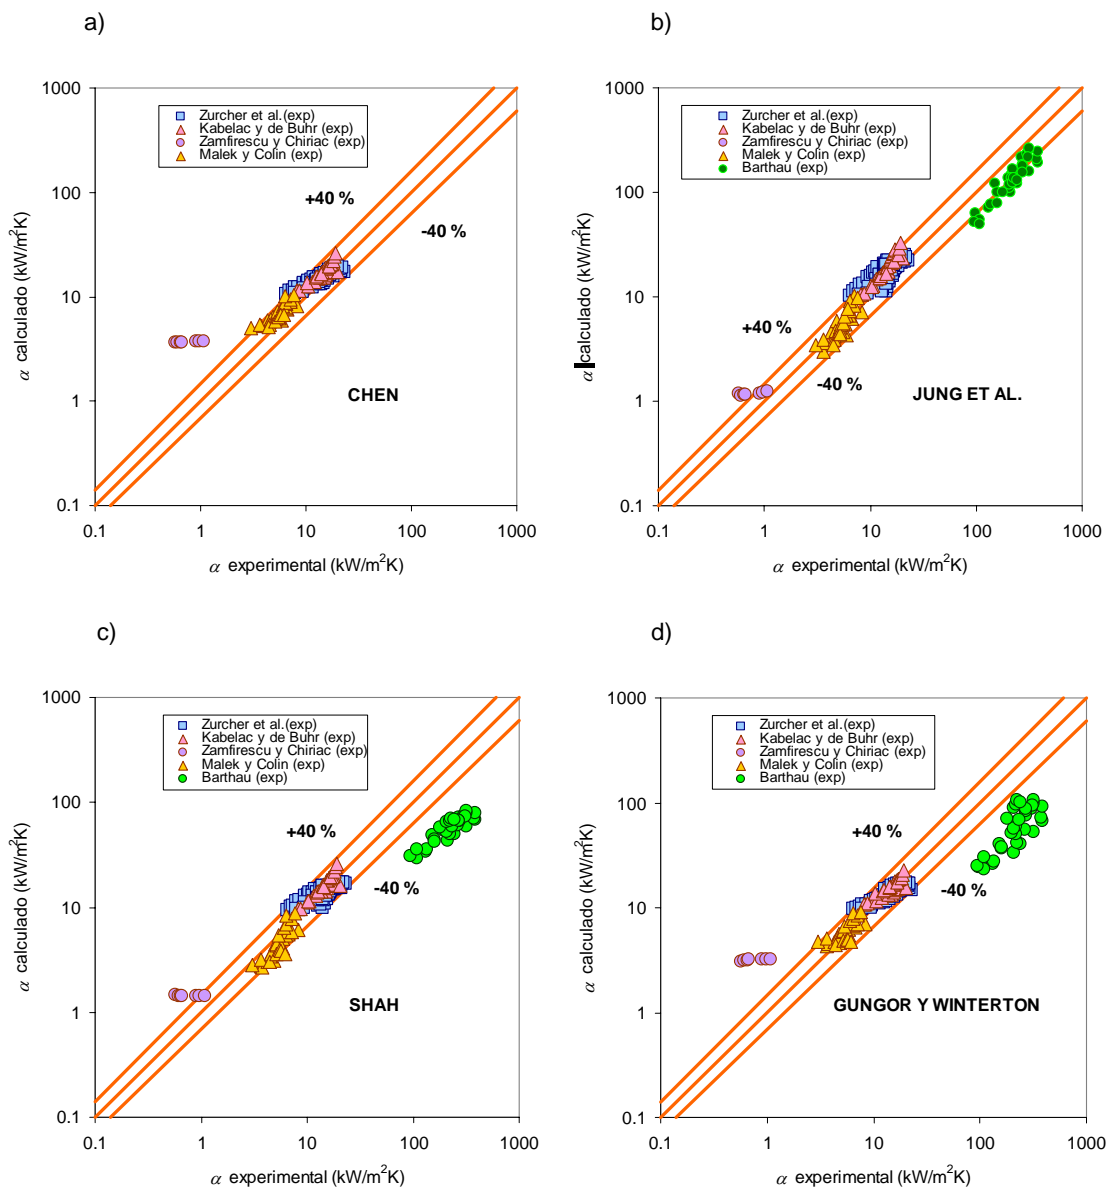 a)
1000
100
10
1
0.1
0.1
1
10
100
1000
α calculado (kW/m²K)
α experimental (kW/m²K)
Zurcher et al.(exp)
Kabelac y de Buhr (exp)
Zamfirescu y Chiriac (exp)
Malek y Colin (exp)
+40 %
-40 %
CHEN
b)
1000
100
10
1
0.1
0.1
1
10
100
1000
α calculado (kW/m²K)
α experimental (kW/m²K)
Zurcher et al.(exp)
Kabelac y de Buhr (exp)
Zamfirescu y Chiriac (exp)
Malek y Colin (exp)
Barthau (exp)
+40 %
-40 %
JUNG ET AL.
c)
1000
100
10
1
0.1
0.1
1
10
100
1000
α calculado (kW/m²K)
α experimental (kW/m²K)
Zurcher et al.(exp)
Kabelac y de Buhr (exp)
Zamfirescu y Chiriac (exp)
Malek y Colin (exp)
Barthau (exp)
+40 %
-40 %
SHAH
d)
1000
100
10
1
0.1
0.1
1
10
100
1000
α calculado (kW/m²K)
α experimental (kW/m²K)
Zurcher et al.(exp)
Kabelac y de Buhr (exp)
Zamfirescu y Chiriac (exp)
Malek y Colin (exp)
Barthau (exp)
+40 %
-40 %
GUNGOR Y WINTERTON